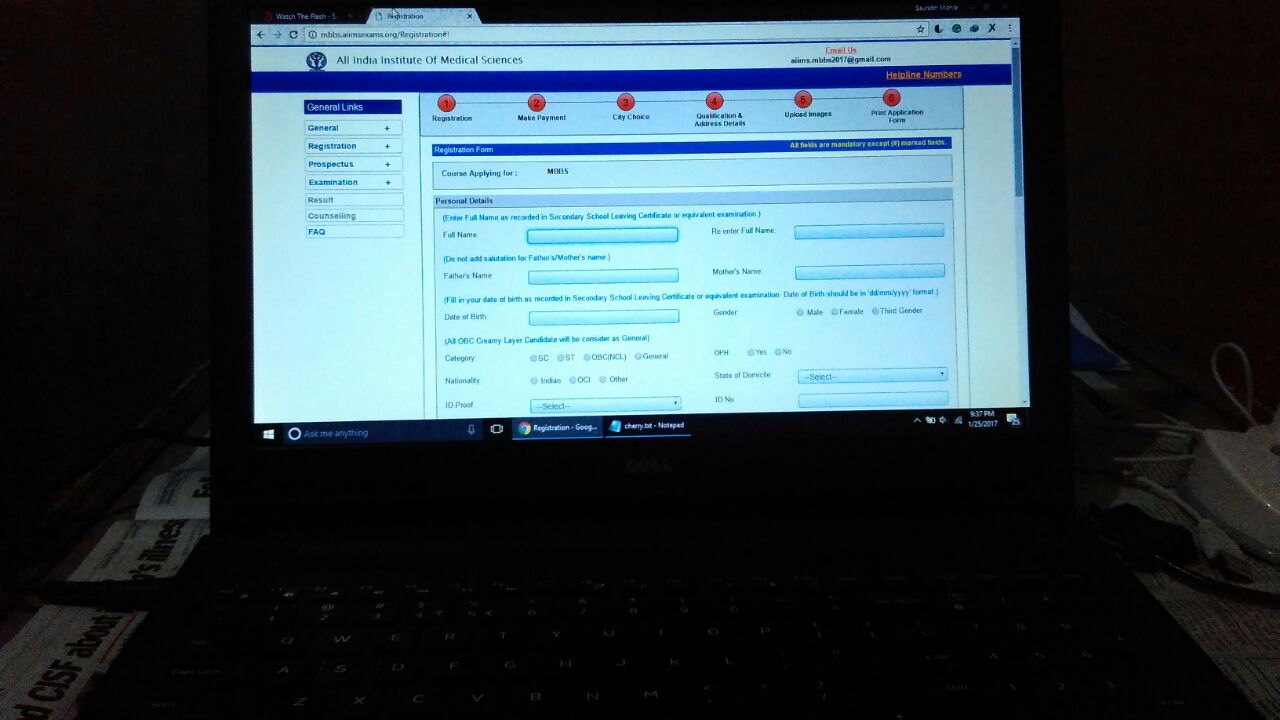 Watch The Flash - S
Registration
Saurabh Mishra
mbbs.aiimsexams.org/Registration#!
All India Institute Of Medical Sciences
Email Us
aiims.mbbs2017@gmail.com
Helpline Numbers
General Links
General +
Registration +
Prospectus +
Examination +
Result
Counselling
FAQ
1 2 3 4 5 6
Registration Make Payment City Choice Qualification & Address Details Upload Images Print Application Form
Registration Form All fields are mandatory except (#) marked fields.
Course Applying for : MBBS
Personal Details
(Enter Full Name as recorded in Secondary School Leaving Certificate or equivalent examination.)
Full Name Re enter Full Name
(Do not add salutation for Father's/Mother's name.)
Father's Name Mother's Name
(Fill in your date of birth as recorded in Secondary School Leaving Certificate or equivalent examination Date of Birth should be in 'dd/mm/yyyy' format.)
Date of Birth Gender Male Female Third Gender
(All OBC Creamy Layer Candidate will be consider as General)
Category SC ST OBC(NCL) General OPH Yes No
Nationality Indian OCI Other State of Domicile --Select--
ID Proof --Select-- ID No
Ask me anything
Registration - Goog...
cherry.txt - Notepad
9:37 PM
1/25/2017
25
DELL
's illness
d CISF about
Q W E R T Y U I O P
A S D F G H J K L
Z X C V B N M